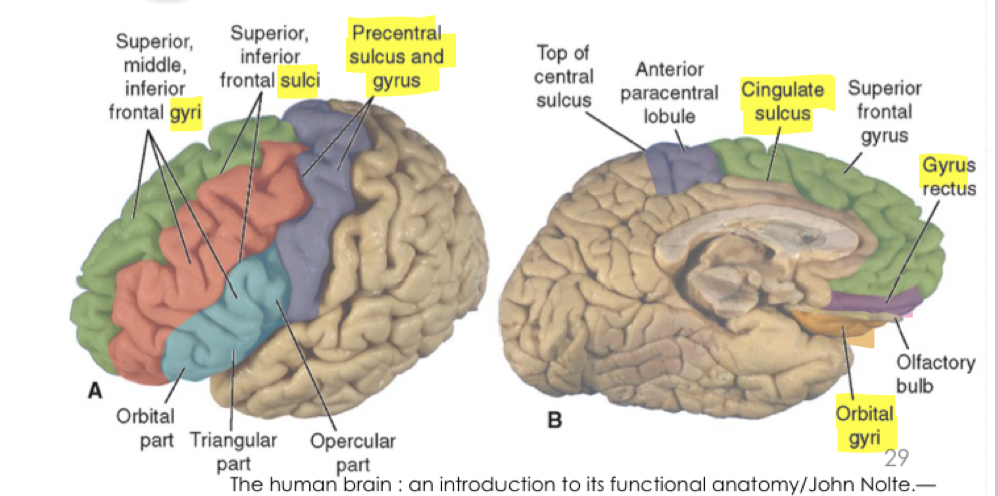 Superior,
middle,
inferior
frontal gyri
Superior,
inferior
frontal sulci
Precentral
sulcus and
gyrus
Top of
central
sulcus
Anterior
paracentral
lobule
Cingulate
sulcus
Superior
frontal
gyrus
Gyrus
rectus
A
Orbital
part
Triangular
part
Opercular
part
B
Olfactory
bulb
Orbital
gyri
29
The human brain : an introduction to its functional anatomy/John Nolte.—